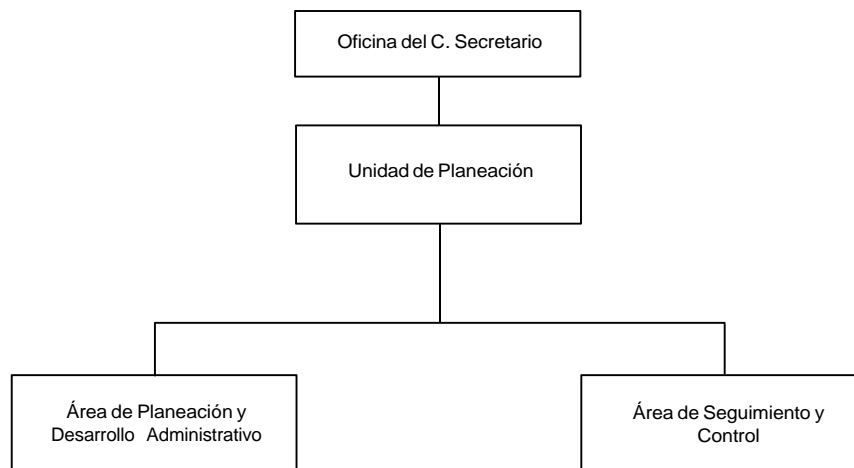 Oficina del C. Secretario
Unidad de Planeación
Área de Planeación y
Desarrollo Administrativo
Área de Seguimiento y
Control